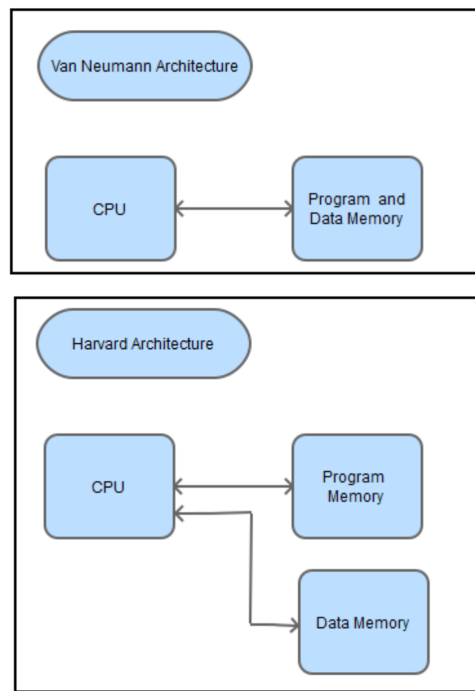 Van Neumann Architecture
CPU
Program and
Data Memory
Harvard Architecture
CPU
Program
Memory
Data Memory